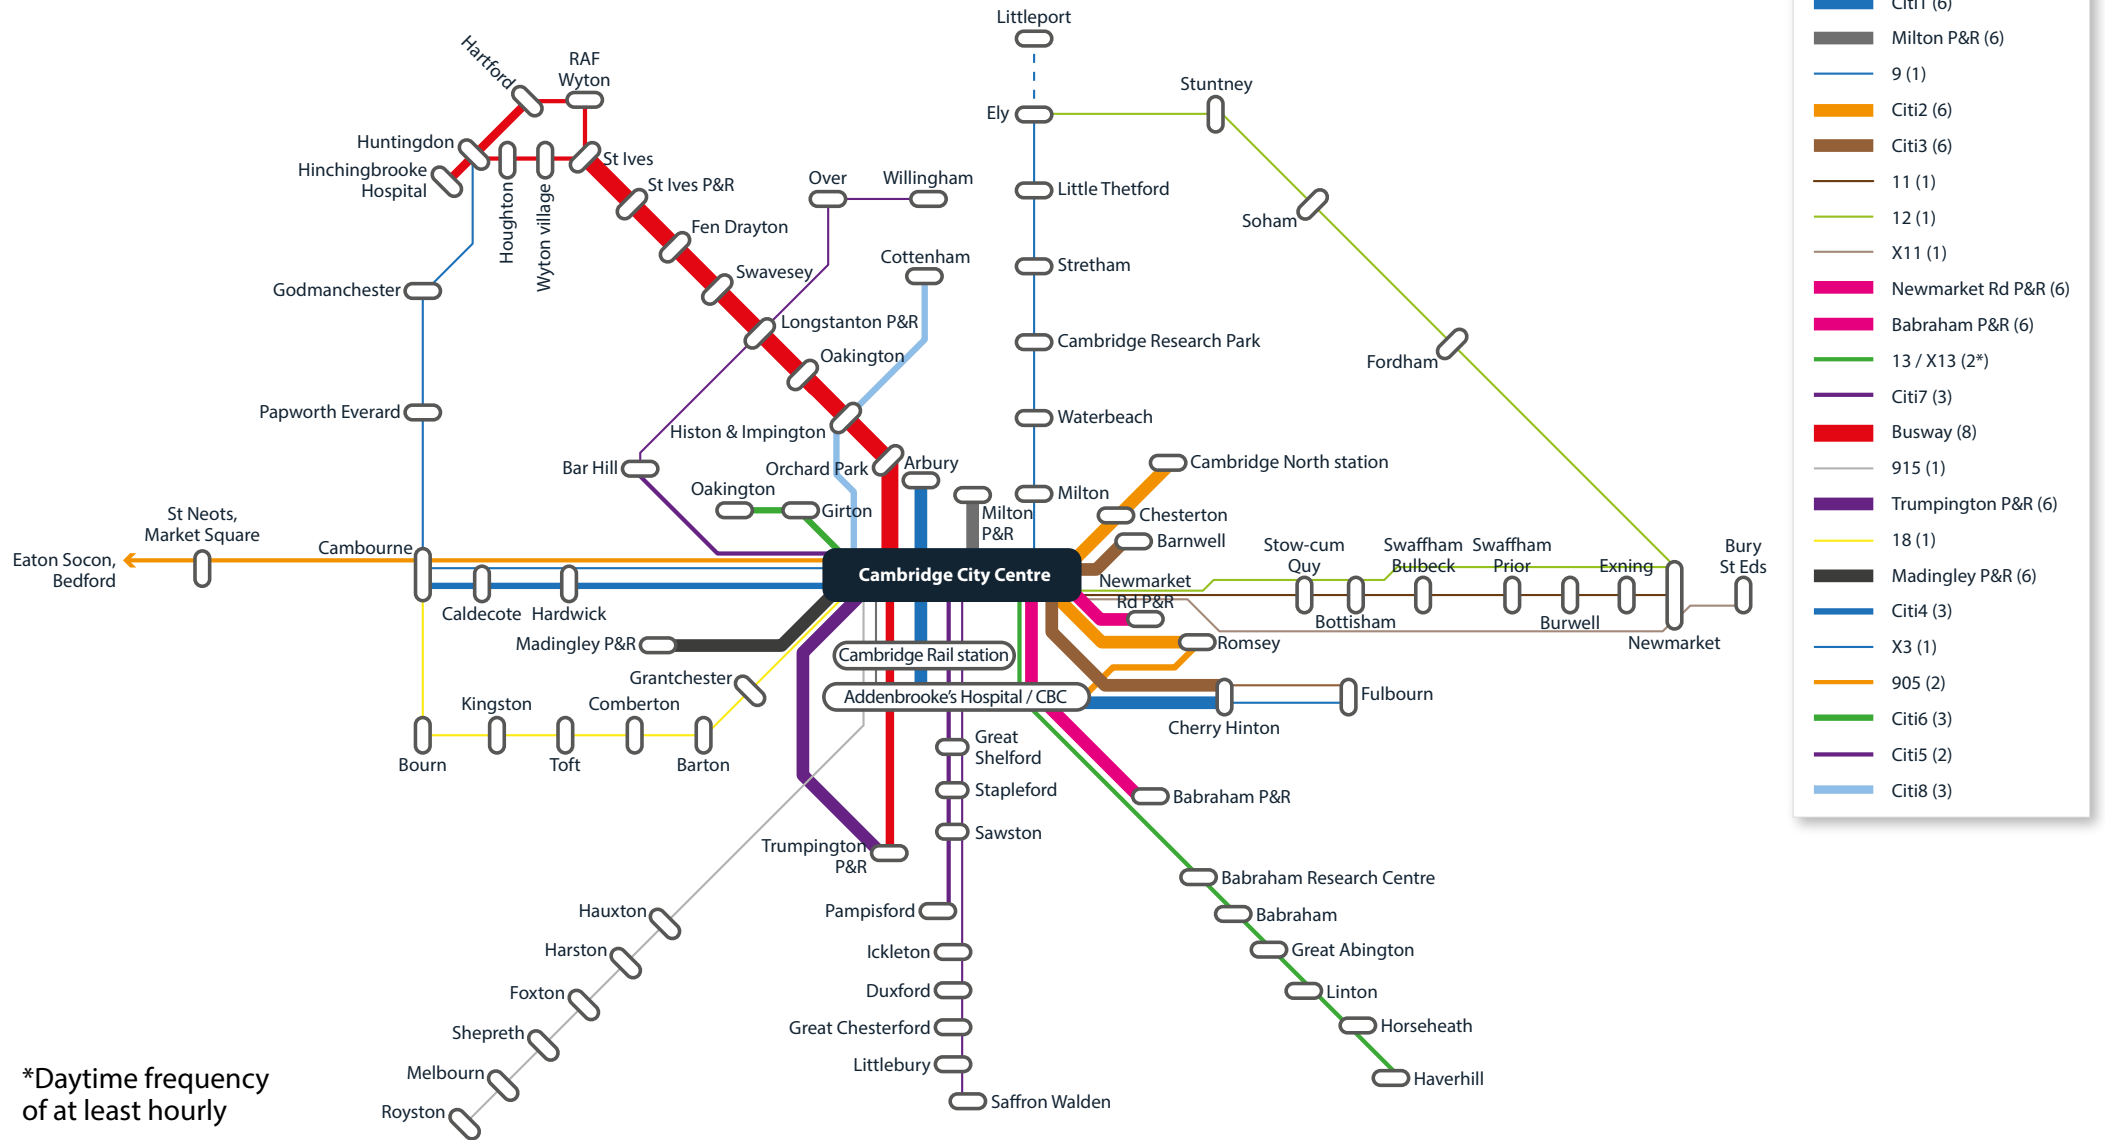 Littleport
Citi1 (6)
Milton P&R (6)
9 (1)
Citi2 (6)
Citi3 (6)
11 (1)
12 (1)
X11 (1)
Newmarket Rd P&R (6)
Babraham P&R (6)
13 / X13 (2*)
Citi7 (3)
Busway (8)
915 (1)
Trumpington P&R (6)
18 (1)
Madingley P&R (6)
Citi4 (3)
X3 (1)
905 (2)
Citi6 (3)
Citi5 (2)
Citi8 (3)
Hartford
RAF
Wyton
Huntingdon
Hinchingbrooke
Hospital
Houghton
Wyton village
St Ives
St Ives P&R
Fen Drayton
Swavesey
Longstanton P&R
Oakington
Over
Willingham
Cottenham
Histon & Impington
Orchard Park
Arbury
Godmanchester
Papworth Everard
Bar Hill
Oakington
Girton
Milton
P&R
Ely
Stuntney
Little Thetford
Soham
Stretham
Cambridge Research Park
Fordham
Waterbeach
Milton
Cambridge North station
Chesterton
Barnwell
St Neots,
Market Square
Eaton Socon,
Bedford
Cambourne
Caldecote
Hardwick
Cambridge City Centre
Newmarket
Rd P&R
Stow-cum
Quy
Bottisham
Swaffham
Bulbeck
Swaffham
Prior
Burwell
Exning
Newmarket
Bury
St Eds
Madingley P&R
Cambridge Rail station
Romsey
Grantchester
Addenbrooke's Hospital / CBC
Cherry Hinton
Fulbourn
Bourn
Kingston
Toft
Comberton
Barton
Great
Shelford
Stapleford
Sawston
Babraham P&R
Trumpington
P&R
Pampisford
Ickleton
Duxford
Great Chesterford
Littlebury
Saffron Walden
Babraham Research Centre
Babraham
Great Abington
Linton
Horseheath
Haverhill
Hauxton
Harston
Foxton
Shepreth
Melbourn
Royston
*Daytime frequency
of at least hourly